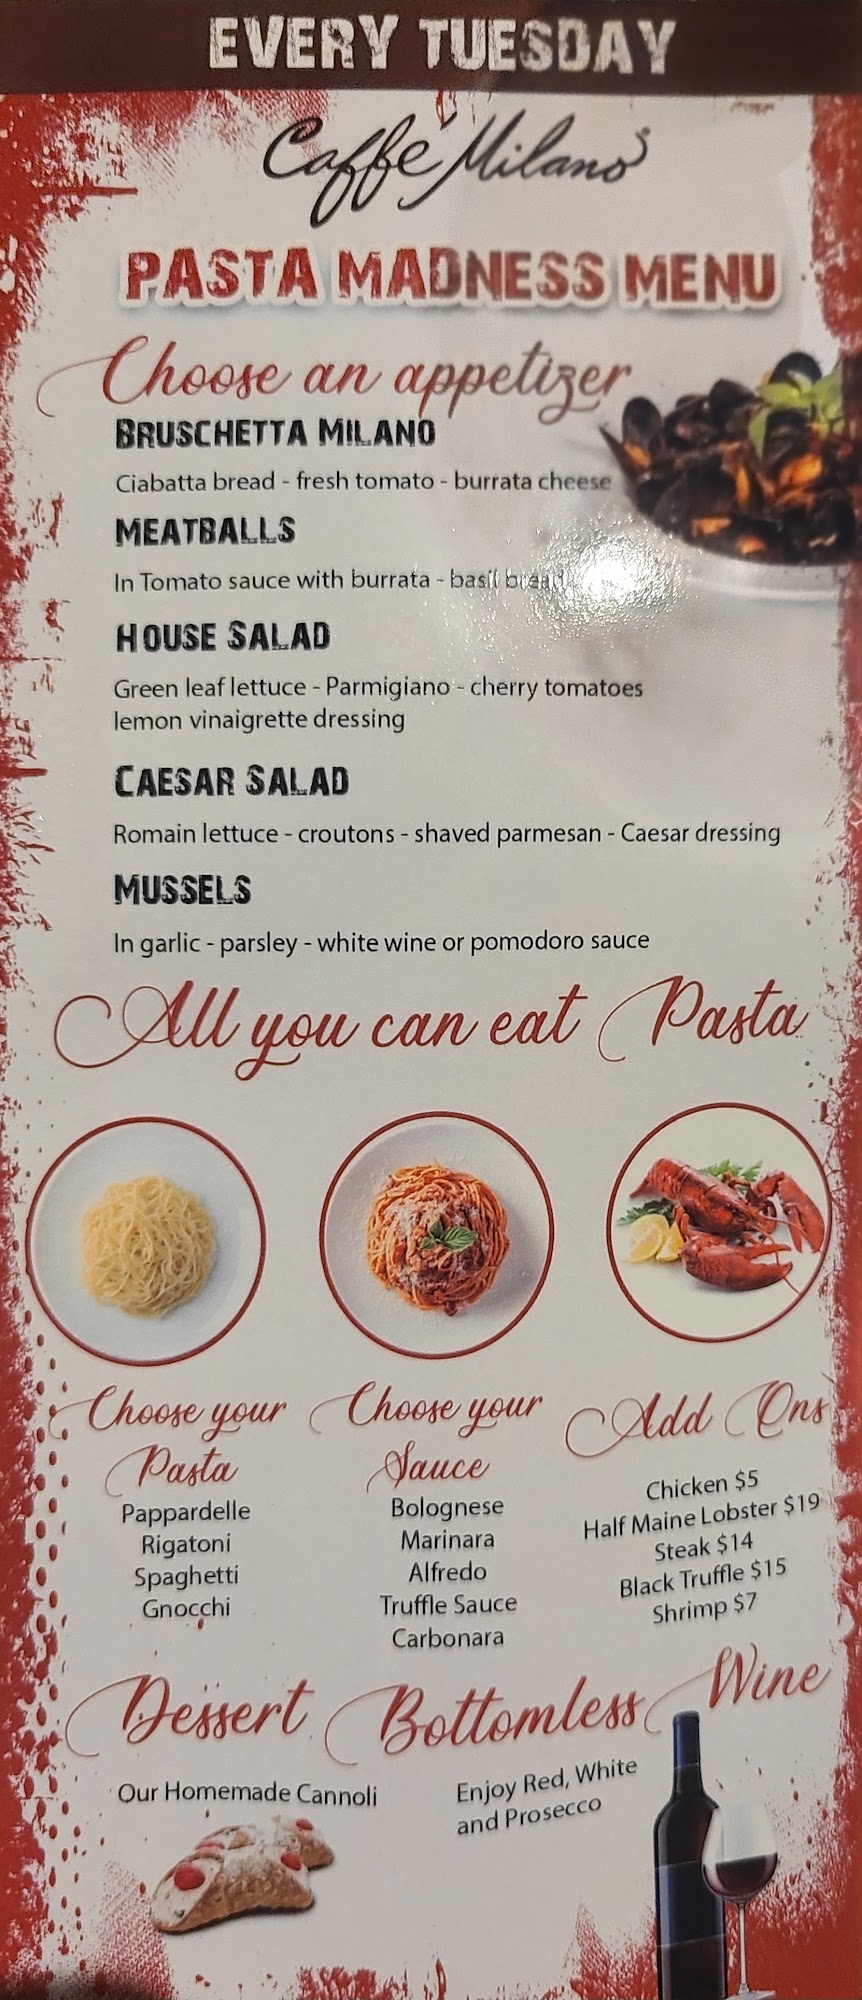 EVERY TUESDAY
Caffé Milano
PASTA MADNESS MENU
Choose an appetizer
BRUSCHETTA MILANO
Ciabatta bread - fresh tomato - burrata cheese
MEATBALLS
In Tomato sauce with burrata - basil bread
HOUSE SALAD
Green leaf lettuce - Parmigiano - cherry tomatoes
lemon vinaigrette dressing
CAESAR SALAD
Romain lettuce - croutons - shaved parmesan - Caesar dressing
MUSSELS
In garlic - parsley - white wine or pomodoro sauce
All you can eat Pasta
Choose your
Pasta
Pappardelle
Rigatoni
Spaghetti
Gnocchi
Choose your
Sauce
Bolognese
Marinara
Alfredo
Truffle Sauce
Carbonara
Add Ons
Chicken $5
Half Maine Lobster $19
Steak $14
Black Truffle $15
Shrimp $7
Dessert
Our Homemade Cannoli
Bottomless Wine
Enjoy Red, White
and Prosecco